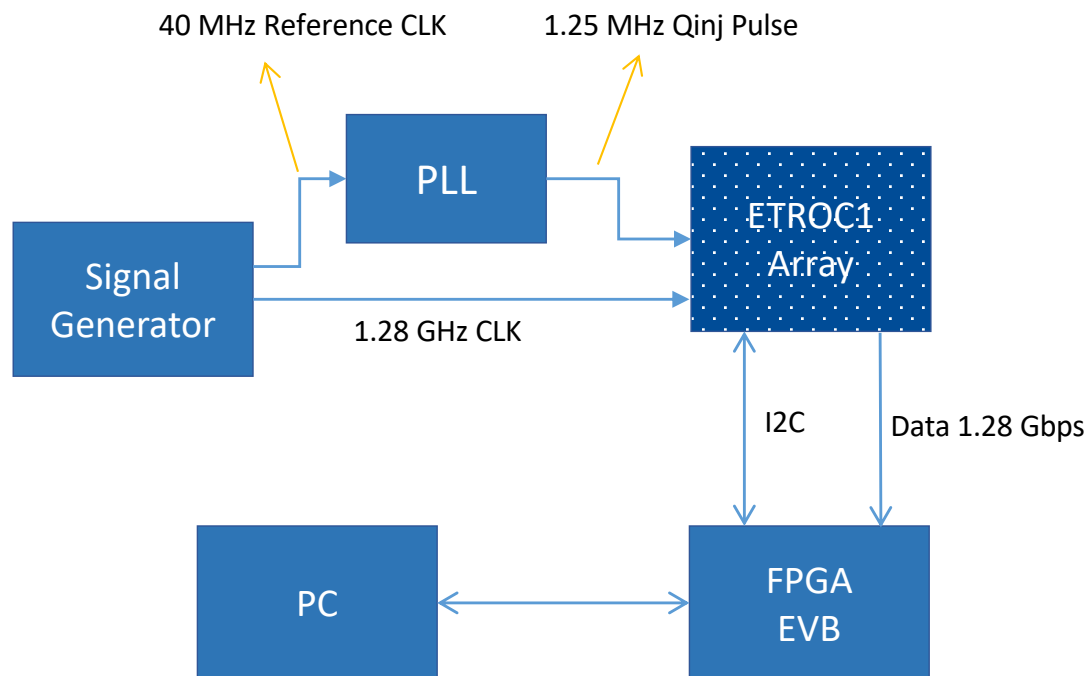 40 MHz Reference CLK
1.25 MHz Qinj Pulse
PLL
ETROC1
Array
Signal
Generator
1.28 GHz CLK
I2C
Data 1.28 Gbps
PC
FPGA
EVB